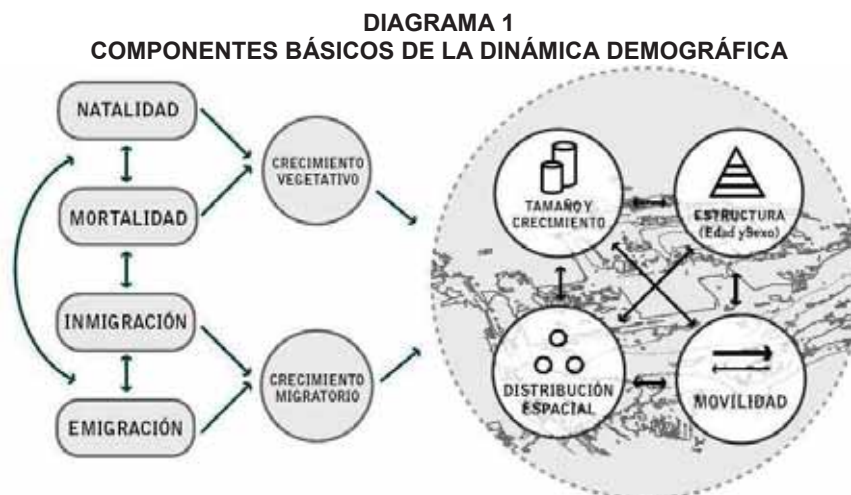 DIAGRAMA 1
COMPONENTES BÁSICOS DE LA DINÁMICA DEMOGRÁFICA
NATALIDAD
MORTALIDAD
INMIGRACIÓN
EMIGRACIÓN
CRECIMIENTO
VEGETATIVO
CRECIMIENTO
MIGRATORIO
TAMAÑO Y
CRECIMIENTO
ESTRUCTURA
(Edad ySexo)
DISTRIBUCIÓN
ESPACIAL
MOVILIDAD